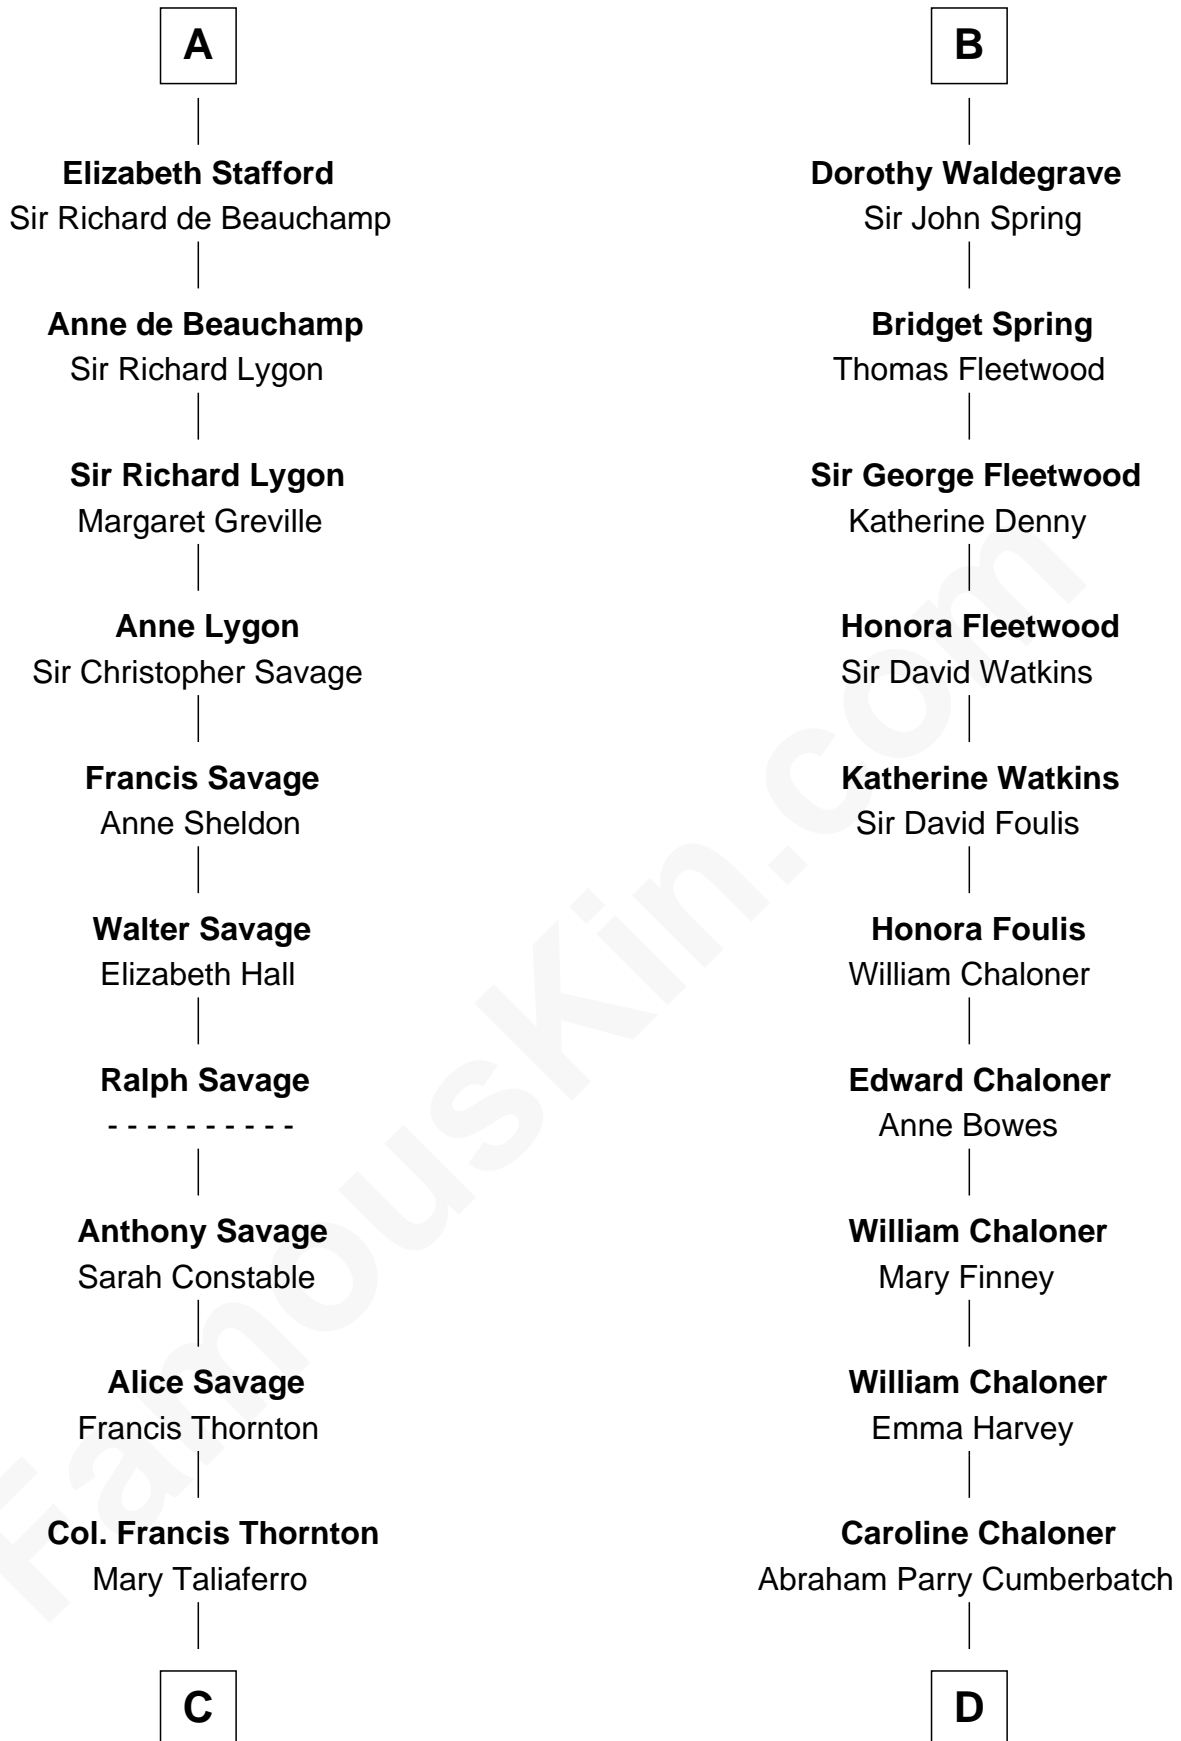 A
Elizabeth Stafford
Sir Richard de Beauchamp
Anne de Beauchamp
Sir Richard Lygon
Sir Richard Lygon
Margaret Greville
Anne Lygon
Sir Christopher Savage
Francis Savage
Anne Sheldon
Walter Savage
Elizabeth Hall
Ralph Savage
- - - - - - - - - -
Anthony Savage
Sarah Constable
Alice Savage
Francis Thornton
Col. Francis Thornton
Mary Taliaferro
C
B
Dorothy Waldegrave
Sir John Spring
Bridget Spring
Thomas Fleetwood
Sir George Fleetwood
Katherine Denny
Honora Fleetwood
Sir David Watkins
Katherine Watkins
Sir David Foulis
Honora Foulis
William Chaloner
Edward Chaloner
Anne Bowes
William Chaloner
Mary Finney
William Chaloner
Emma Harvey
Caroline Chaloner
Abraham Parry Cumberbatch
D
FamousKin.com